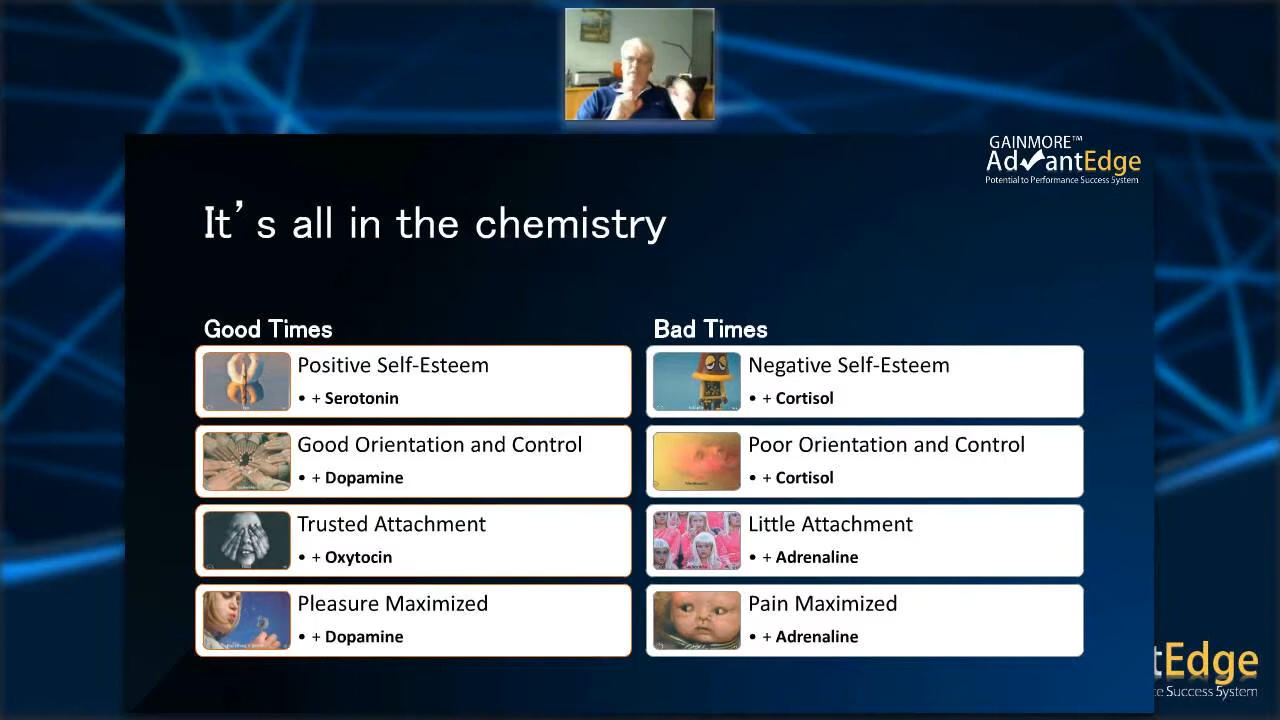 GAINMORE™
AdvantEdge
Potential to Performance Success System
It's all in the chemistry
Good Times
Positive Self-Esteem
• + Serotonin
Good Orientation and Control
• + Dopamine
Trusted Attachment
• + Oxytocin
Pleasure Maximized
• + Dopamine
Bad Times
Negative Self-Esteem
• + Cortisol
Poor Orientation and Control
• + Cortisol
Little Attachment
• + Adrenaline
Pain Maximized
• + Adrenaline
tEdge
ce Success System